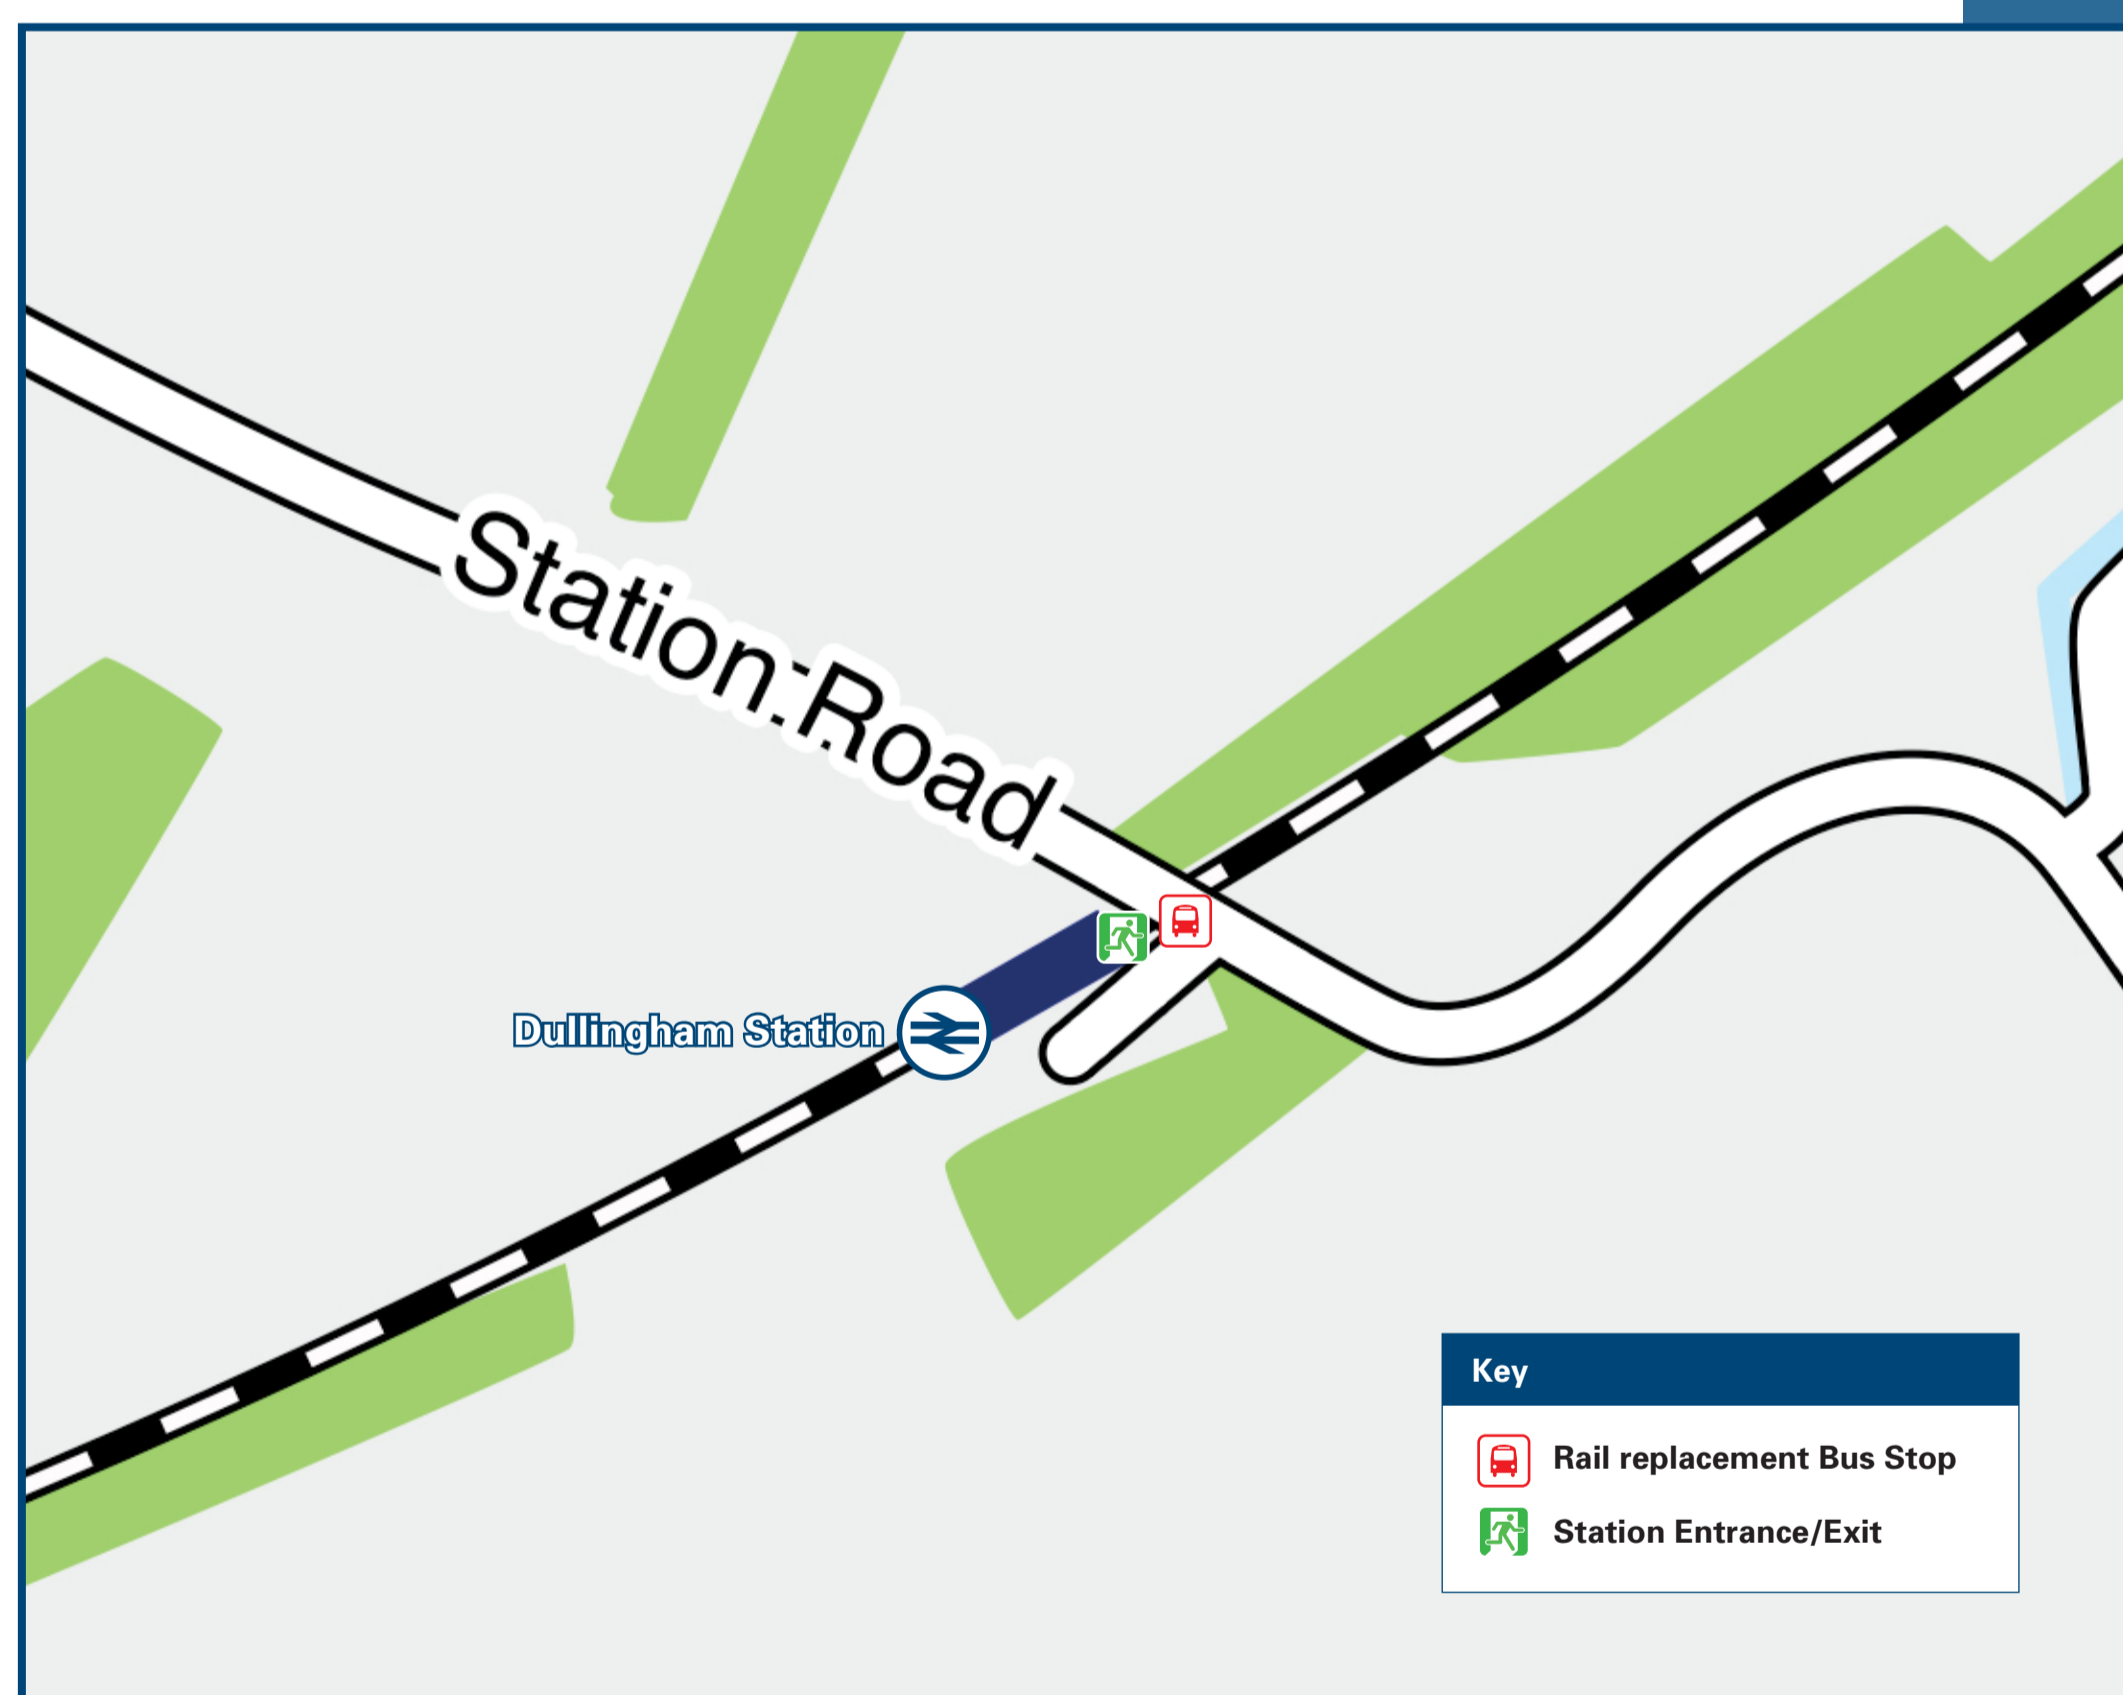 Station Road
Dullingham Station
Key
Rail replacement Bus Stop
Station Entrance/Exit